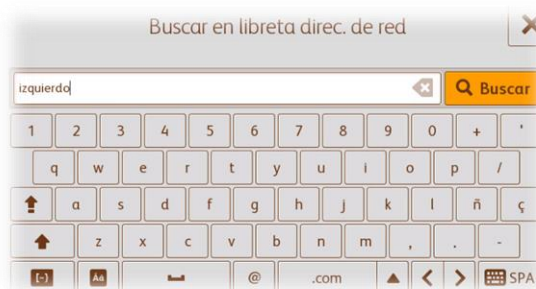 Buscar en libreta direc. de red
izquierdo
Buscar
1 2 3 4 5 6 7 8 9 0 + '
q w e r t y u i o p /
a s d f g h j k l ñ ç
z x c v b n m , . -
[~] Áá @ .com SPA